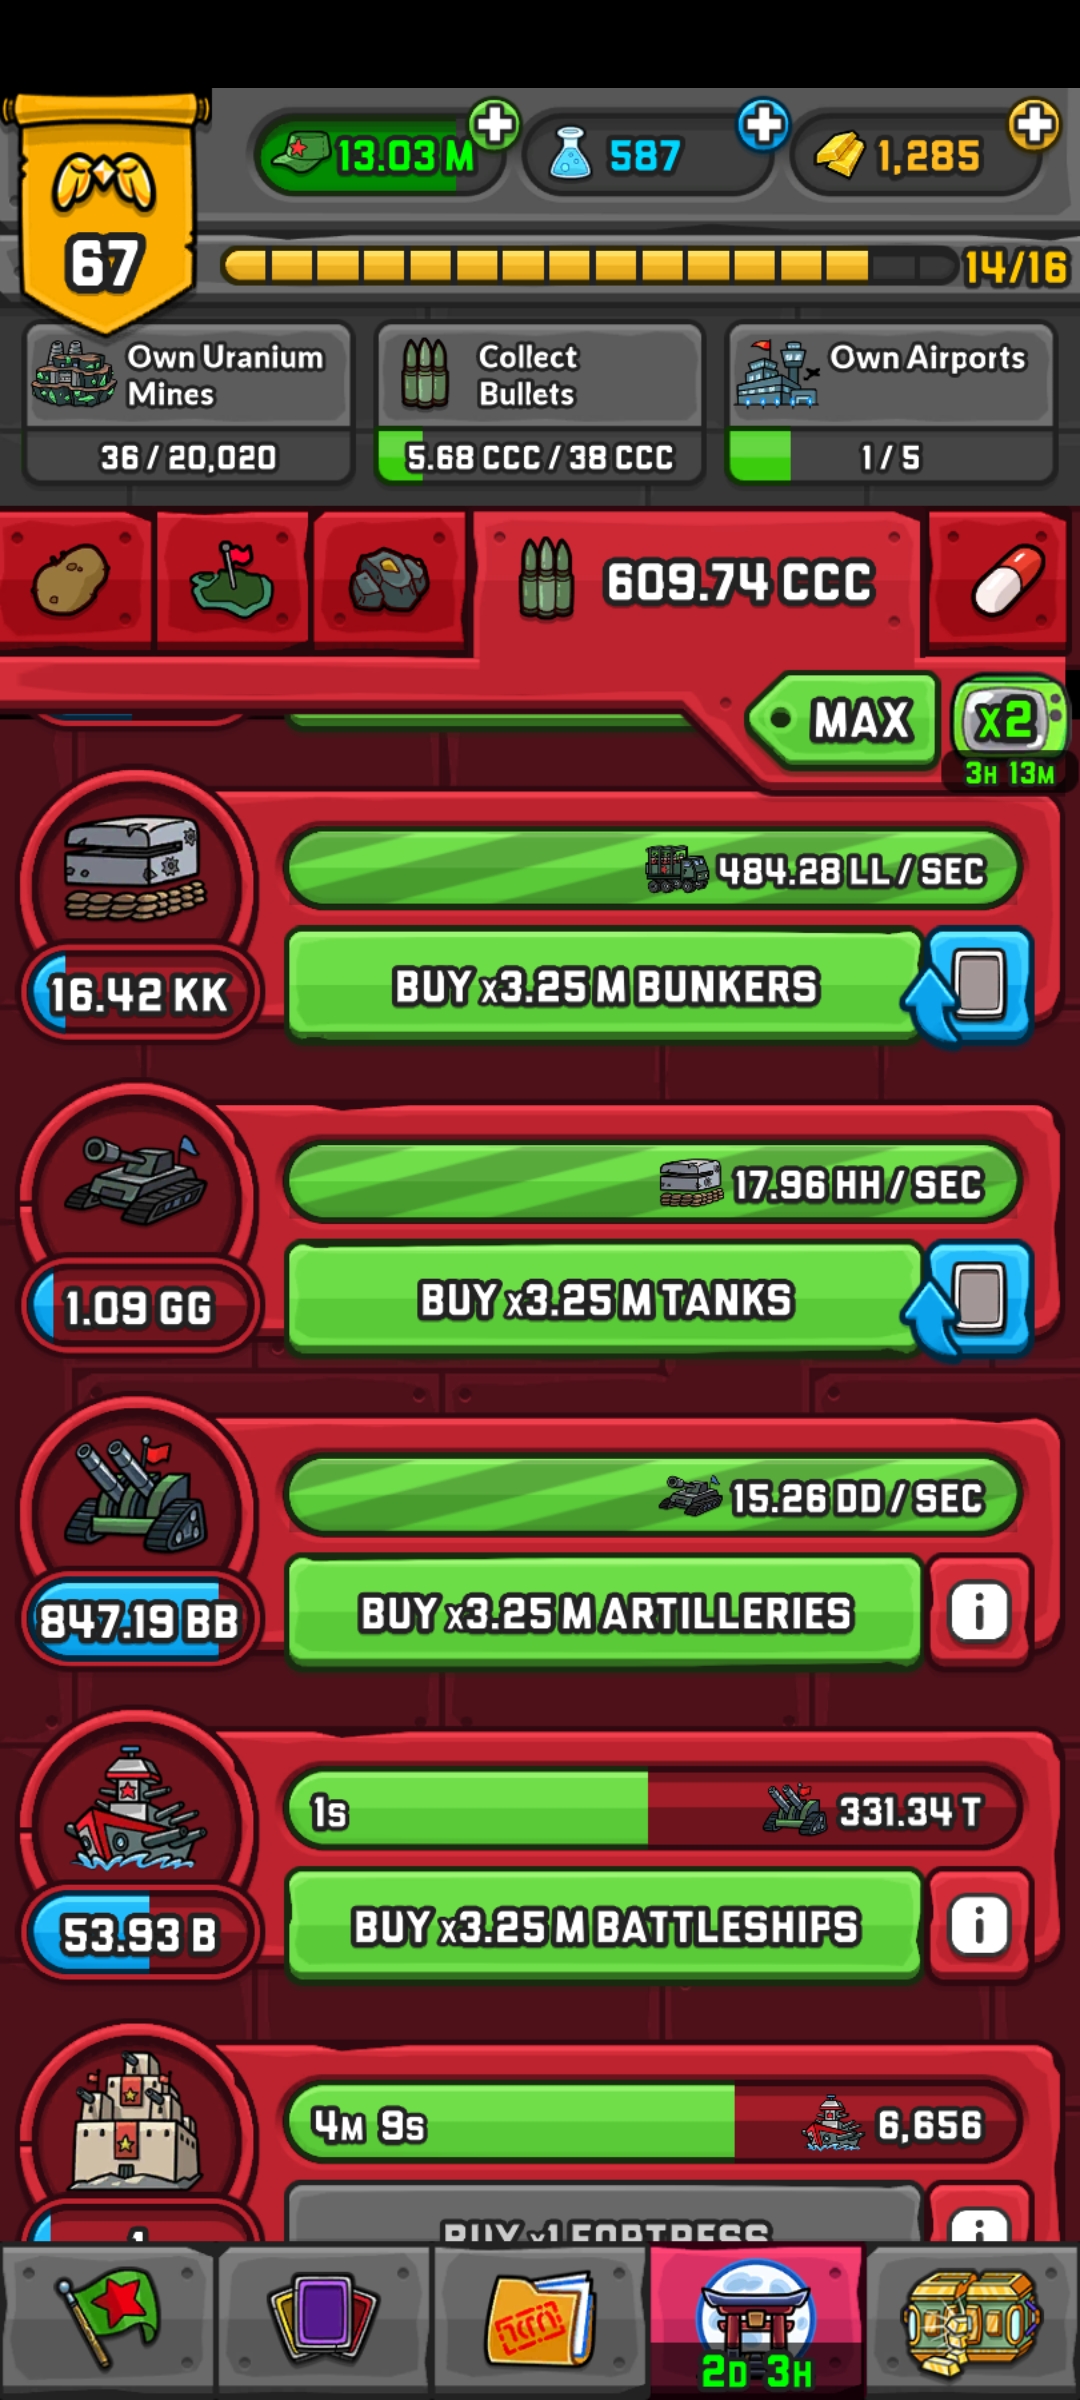 13.03 M
587
1,285
67
14/16
Own Uranium
Mines
36 / 20,020
Collect
Bullets
5.68 CCC / 38 CCC
Own Airports
1 / 5
609.74 CCC
MAX
x2
3H 13M
484.28 LL / SEC
16.42 KK
BUY x3.25 M BUNKERS
17.96 HH / SEC
1.09 GG
BUY x3.25 M TANKS
15.26 DD / SEC
847.19 BB
BUY x3.25 M ARTILLERIES
i
1s
331.34 T
53.93 B
BUY x3.25 M BATTLESHIPS
i
4M 9s
6,656
1
BUY x1 FORTRESS
i
2D 3H